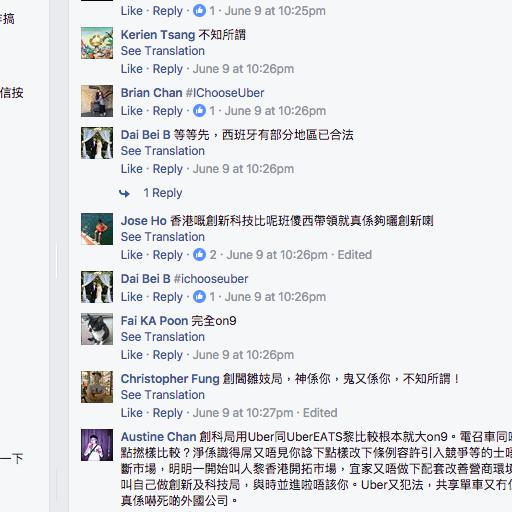 Like · Reply · 1 · June 9 at 10:25pm
搞
Kerien Tsang 不知所謂
See Translation
Like · Reply · June 9 at 10:26pm
信按
Brian Chan #IChooseUber
Like · Reply · 1 · June 9 at 10:26pm
Dai Bei B 等等先，西班牙有部分地區已合法
See Translation
Like · Reply · June 9 at 10:26pm
1 Reply
Jose Ho 香港嘅創新科技比呢班儍西帶領就真係夠曬創新喇
See Translation
Like · Reply · 2 · June 9 at 10:26pm · Edited
Dai Bei B #ichooseuber
Like · Reply · 1 · June 9 at 10:26pm
Fai KA Poon 完全on9
See Translation
Like · Reply · June 9 at 10:26pm
Christopher Fung 創閪雛妓局，神係你，鬼又係你，不知所謂！
See Translation
Like · Reply · June 9 at 10:27pm · Edited
Austine Chan 創科局用Uber同UberEATS黎比較根本就大on9。電召車同
點撚樣比較？淨係識得屌又唔見你諗下點樣改下條例容許引入競爭等的士
一下
斷市場，明明一開始叫人黎香港開拓市場，宜家又唔做下配套改善營商環
叫自己做創新及科技局，與時並進啦唔該你。Uber又犯法，共享單車又冇
真係嚇死啲外國公司。